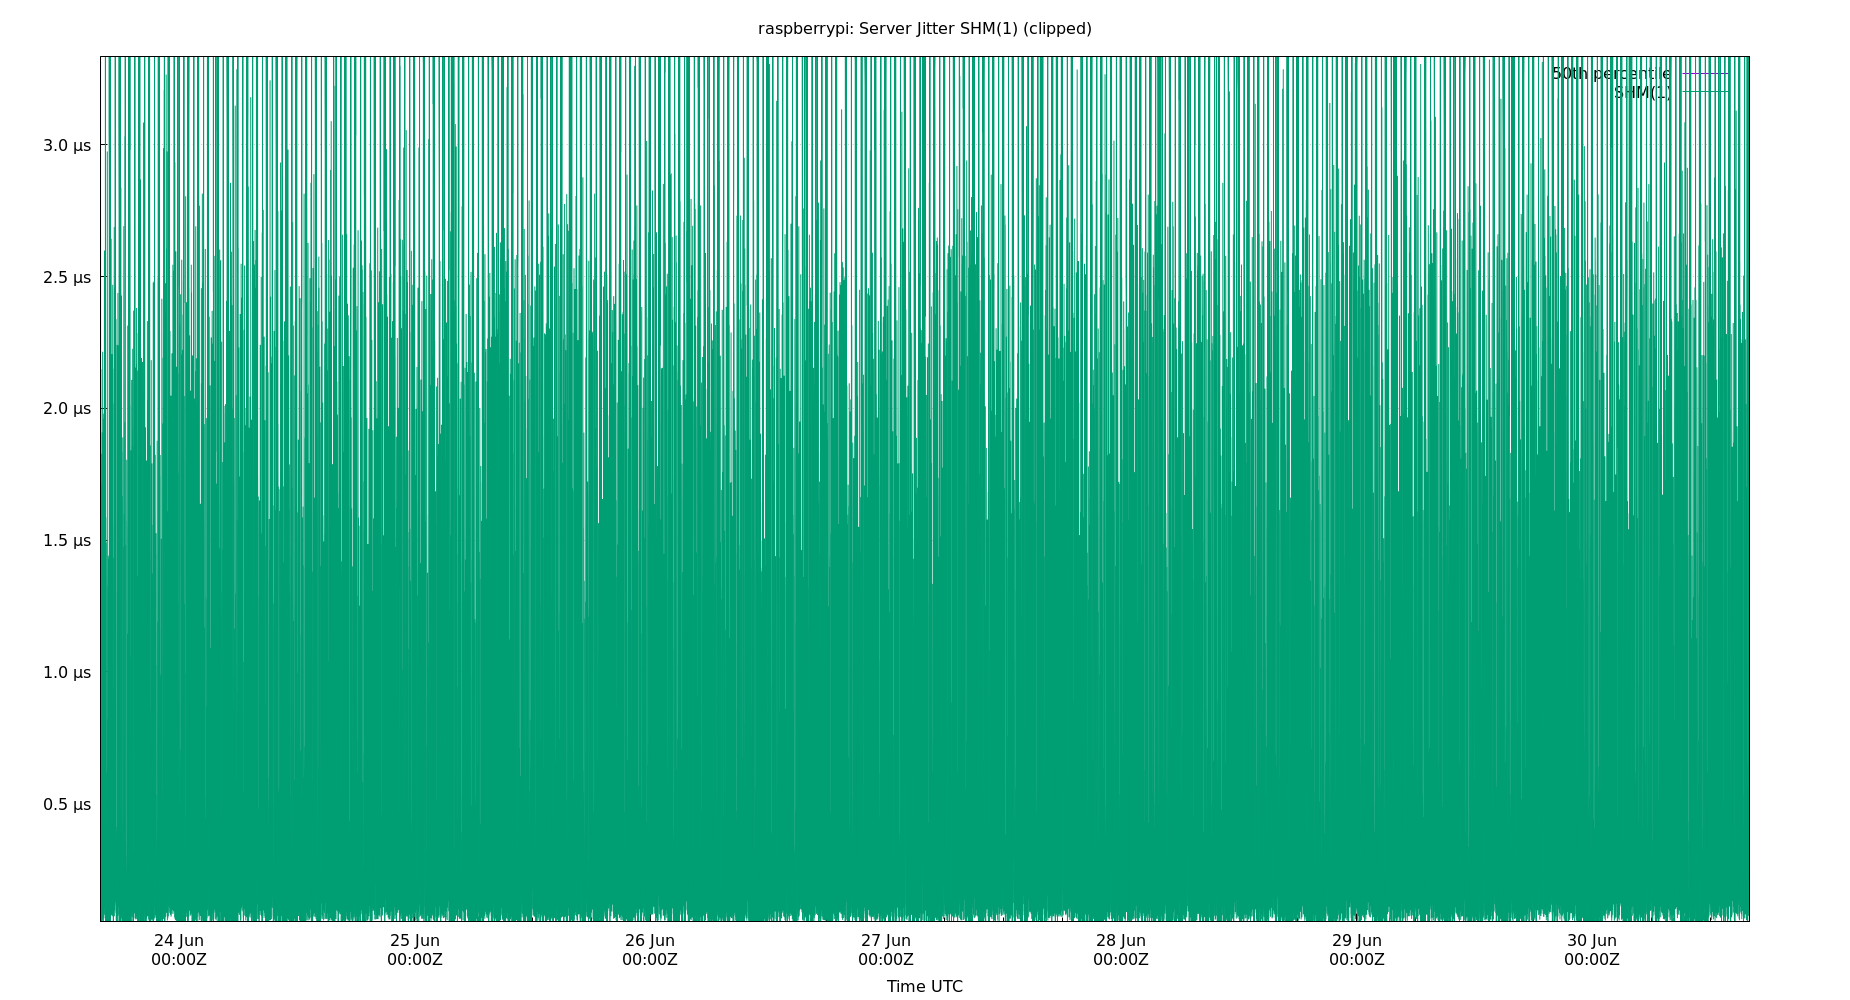 raspberrypi: Server Jitter SHM(1) (clipped)
50th percentile
SHM(1)
3.0 µs
2.5 µs
2.0 µs
1.5 µs
1.0 µs
0.5 µs
24 Jun 25 Jun 26 Jun 27 Jun 28 Jun 29 Jun 30 Jun
00:00Z 00:00Z 00:00Z 00:00Z 00:00Z 00:00Z 00:00Z
Time UTC